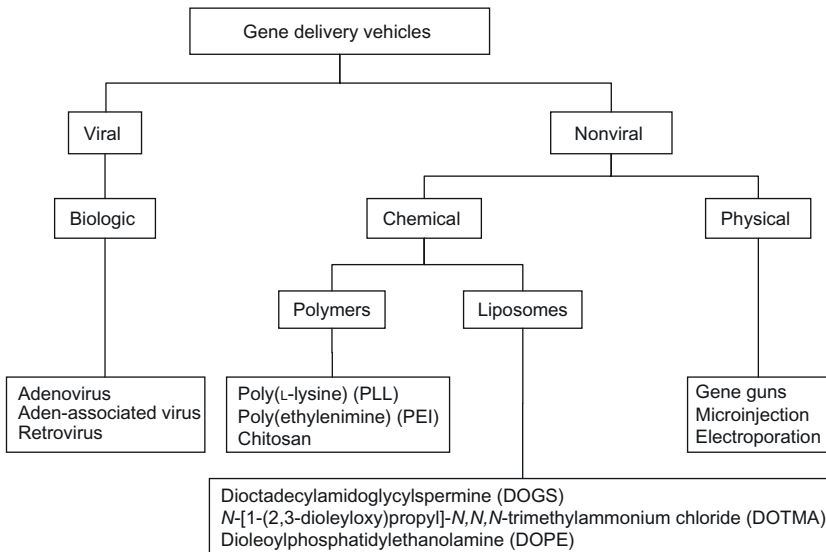 Gene delivery vehicles
Viral
Nonviral
Biologic
Chemical
Physical
Polymers
Liposomes
Adenovirus
Aden-associated virus
Retrovirus
Poly(L-lysine) (PLL)
Poly(ethylenimine) (PEI)
Chitosan
Gene guns
Microinjection
Electroporation
Dioctadecylamidoglycylspermine (DOGS)
N-[1-(2,3-dioleyloxy)propyl]-N,N,N-trimethylammonium chloride (DOTMA)
Dioleoylphosphatidylethanolamine (DOPE)